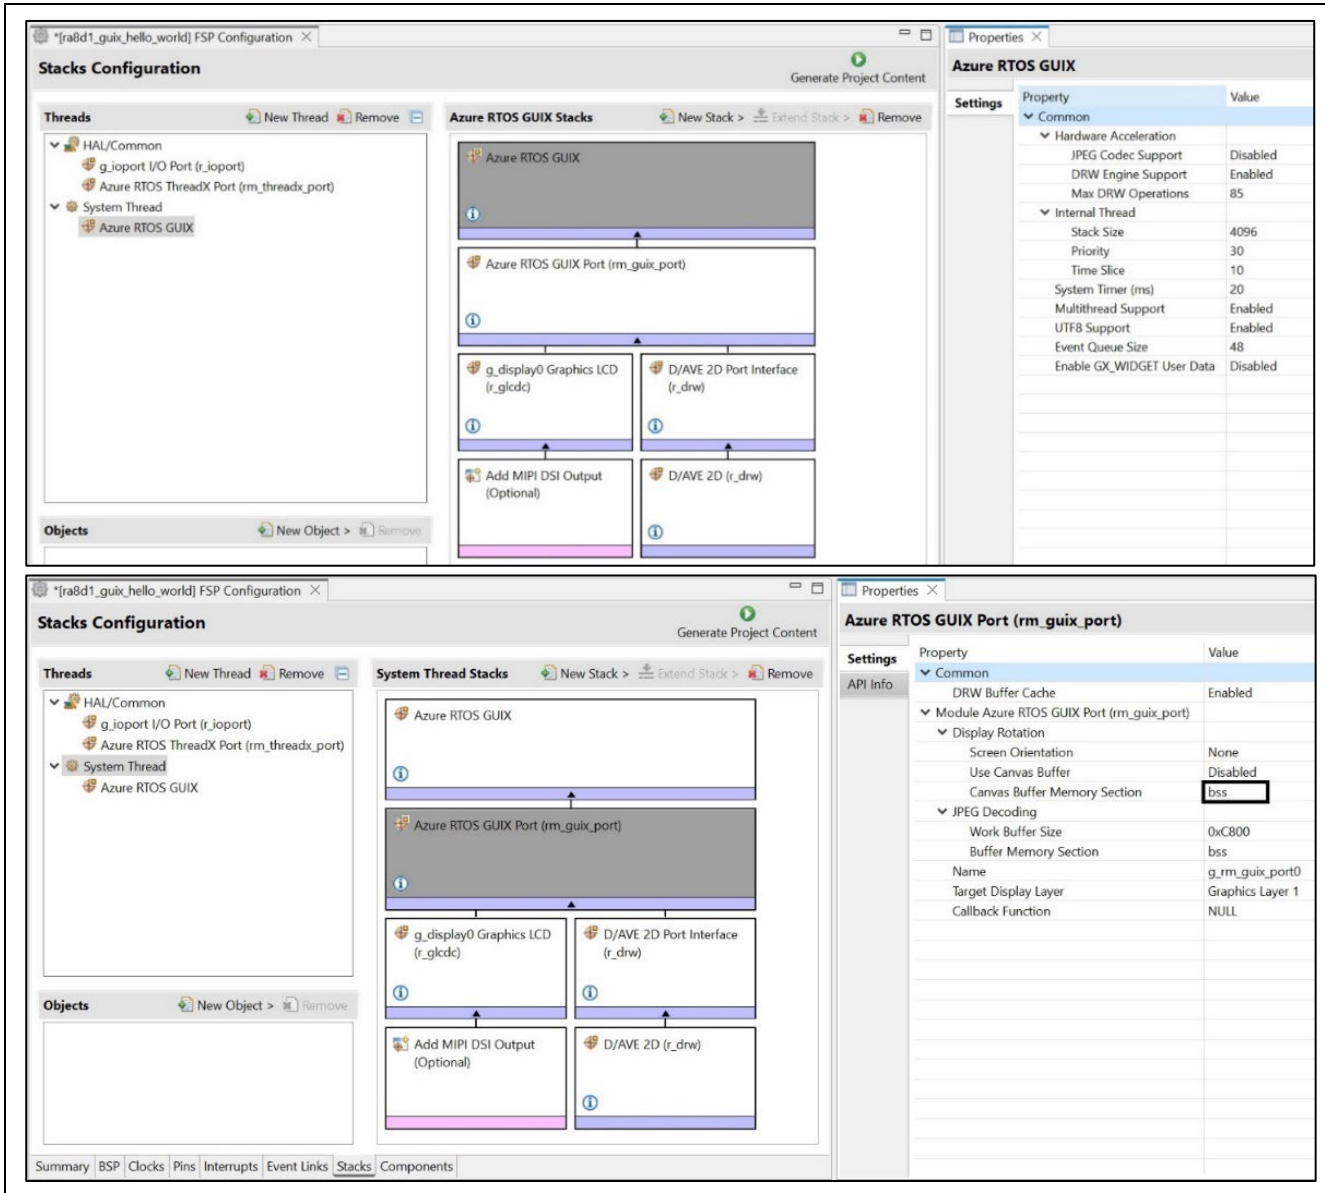 *[ra8d1_guix_hello_world] FSP Configuration
Stacks Configuration
Generate Project Content
Threads
New Thread Remove
HAL/Common
g_ioport I/O Port (r_ioport)
Azure RTOS ThreadX Port (rm_threadx_port)
System Thread
Azure RTOS GUIX
Objects
New Object > Remove
Azure RTOS GUIX Stacks
New Stack > Extend Stack > Remove
Azure RTOS GUIX
Azure RTOS GUIX Port (rm_guix_port)
g_display0 Graphics LCD
(r_glcdc)
D/AVE 2D Port Interface
(r_drw)
Add MIPI DSI Output
(Optional)
D/AVE 2D (r_drw)
Properties
Azure RTOS GUIX
Settings
Property Value
Common
Hardware Acceleration
JPEG Codec Support Disabled
DRW Engine Support Enabled
Max DRW Operations 85
Internal Thread
Stack Size 4096
Priority 30
Time Slice 10
System Timer (ms) 20
Multithread Support Enabled
UTF8 Support Enabled
Event Queue Size 48
Enable GX_WIDGET User Data Disabled
*[ra8d1_guix_hello_world] FSP Configuration
Stacks Configuration
Generate Project Content
Threads
New Thread Remove
HAL/Common
g_ioport I/O Port (r_ioport)
Azure RTOS ThreadX Port (rm_threadx_port)
System Thread
Azure RTOS GUIX
Objects
New Object > Remove
System Thread Stacks
New Stack > Extend Stack > Remove
Azure RTOS GUIX
Azure RTOS GUIX Port (rm_guix_port)
g_display0 Graphics LCD
(r_glcdc)
D/AVE 2D Port Interface
(r_drw)
Add MIPI DSI Output
(Optional)
D/AVE 2D (r_drw)
Summary BSP Clocks Pins Interrupts Event Links Stacks Components
Properties
Azure RTOS GUIX Port (rm_guix_port)
Settings
API Info
Property Value
Common
DRW Buffer Cache Enabled
Module Azure RTOS GUIX Port (rm_guix_port)
Display Rotation
Screen Orientation None
Use Canvas Buffer Disabled
Canvas Buffer Memory Section bss
JPEG Decoding
Work Buffer Size 0xC800
Buffer Memory Section bss
Name g_rm_guix_port0
Target Display Layer Graphics Layer 1
Callback Function NULL